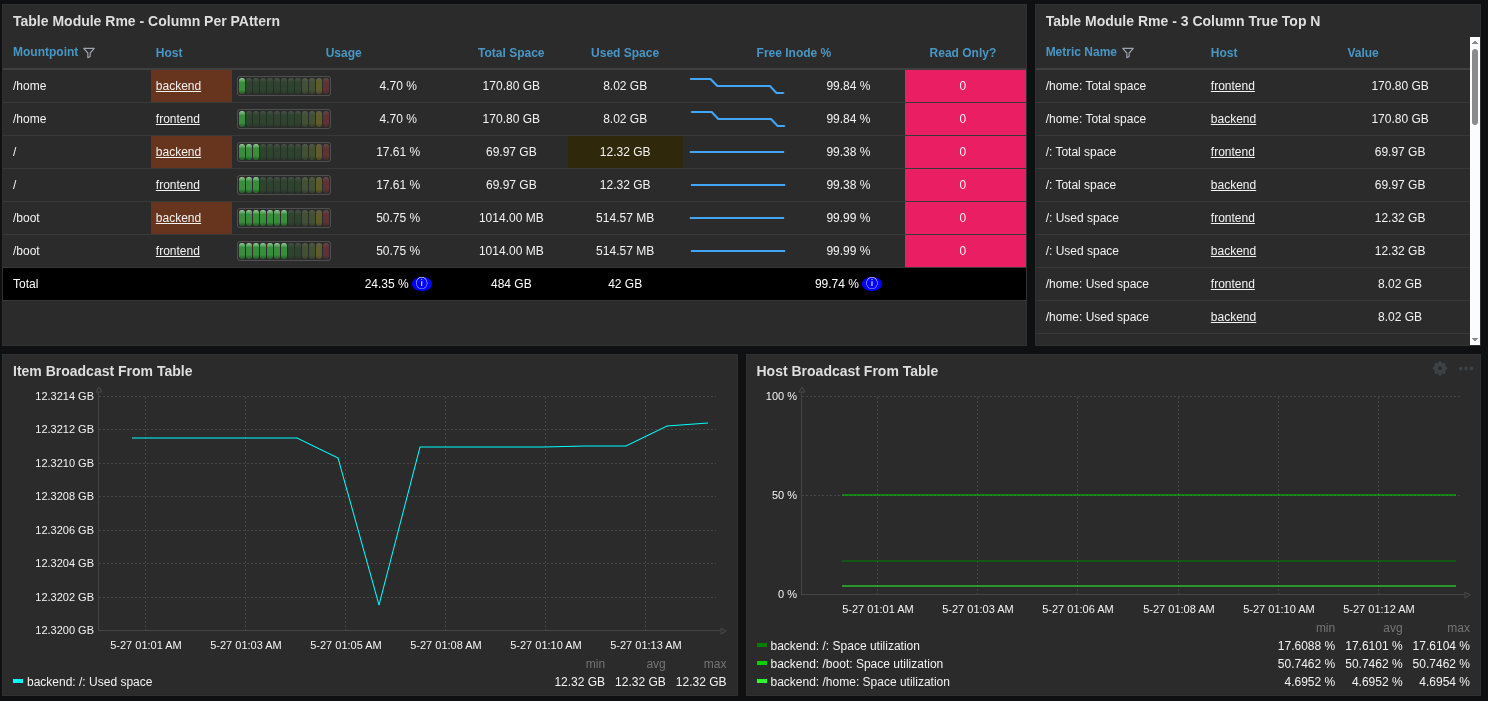 Table Module Rme - Column Per PAttern
Mountpoint Host Usage Total Space Used Space Free Inode % Read Only?
/home backend 4.70 % 170.80 GB 8.02 GB 99.84 % 0
/home frontend 4.70 % 170.80 GB 8.02 GB 99.84 % 0
/ backend 17.61 % 69.97 GB 12.32 GB 99.38 % 0
/ frontend 17.61 % 69.97 GB 12.32 GB 99.38 % 0
/boot backend 50.75 % 1014.00 MB 514.57 MB 99.99 % 0
/boot frontend 50.75 % 1014.00 MB 514.57 MB 99.99 % 0
Total 24.35 % i 484 GB 42 GB 99.74 % i
Table Module Rme - 3 Column True Top N
Metric Name Host Value
/home: Total space frontend 170.80 GB
/home: Total space backend 170.80 GB
/: Total space frontend 69.97 GB
/: Total space backend 69.97 GB
/: Used space frontend 12.32 GB
/: Used space backend 12.32 GB
/home: Used space frontend 8.02 GB
/home: Used space backend 8.02 GB
Item Broadcast From Table
12.3214 GB
12.3212 GB
12.3210 GB
12.3208 GB
12.3206 GB
12.3204 GB
12.3202 GB
12.3200 GB
5-27 01:01 AM 5-27 01:03 AM 5-27 01:05 AM 5-27 01:08 AM 5-27 01:10 AM 5-27 01:13 AM
min avg max
backend: /: Used space 12.32 GB 12.32 GB 12.32 GB
Host Broadcast From Table
100 %
50 %
0 %
5-27 01:01 AM 5-27 01:03 AM 5-27 01:06 AM 5-27 01:08 AM 5-27 01:10 AM 5-27 01:12 AM
min avg max
backend: /: Space utilization 17.6088 % 17.6101 % 17.6104 %
backend: /boot: Space utilization 50.7462 % 50.7462 % 50.7462 %
backend: /home: Space utilization 4.6952 % 4.6952 % 4.6954 %